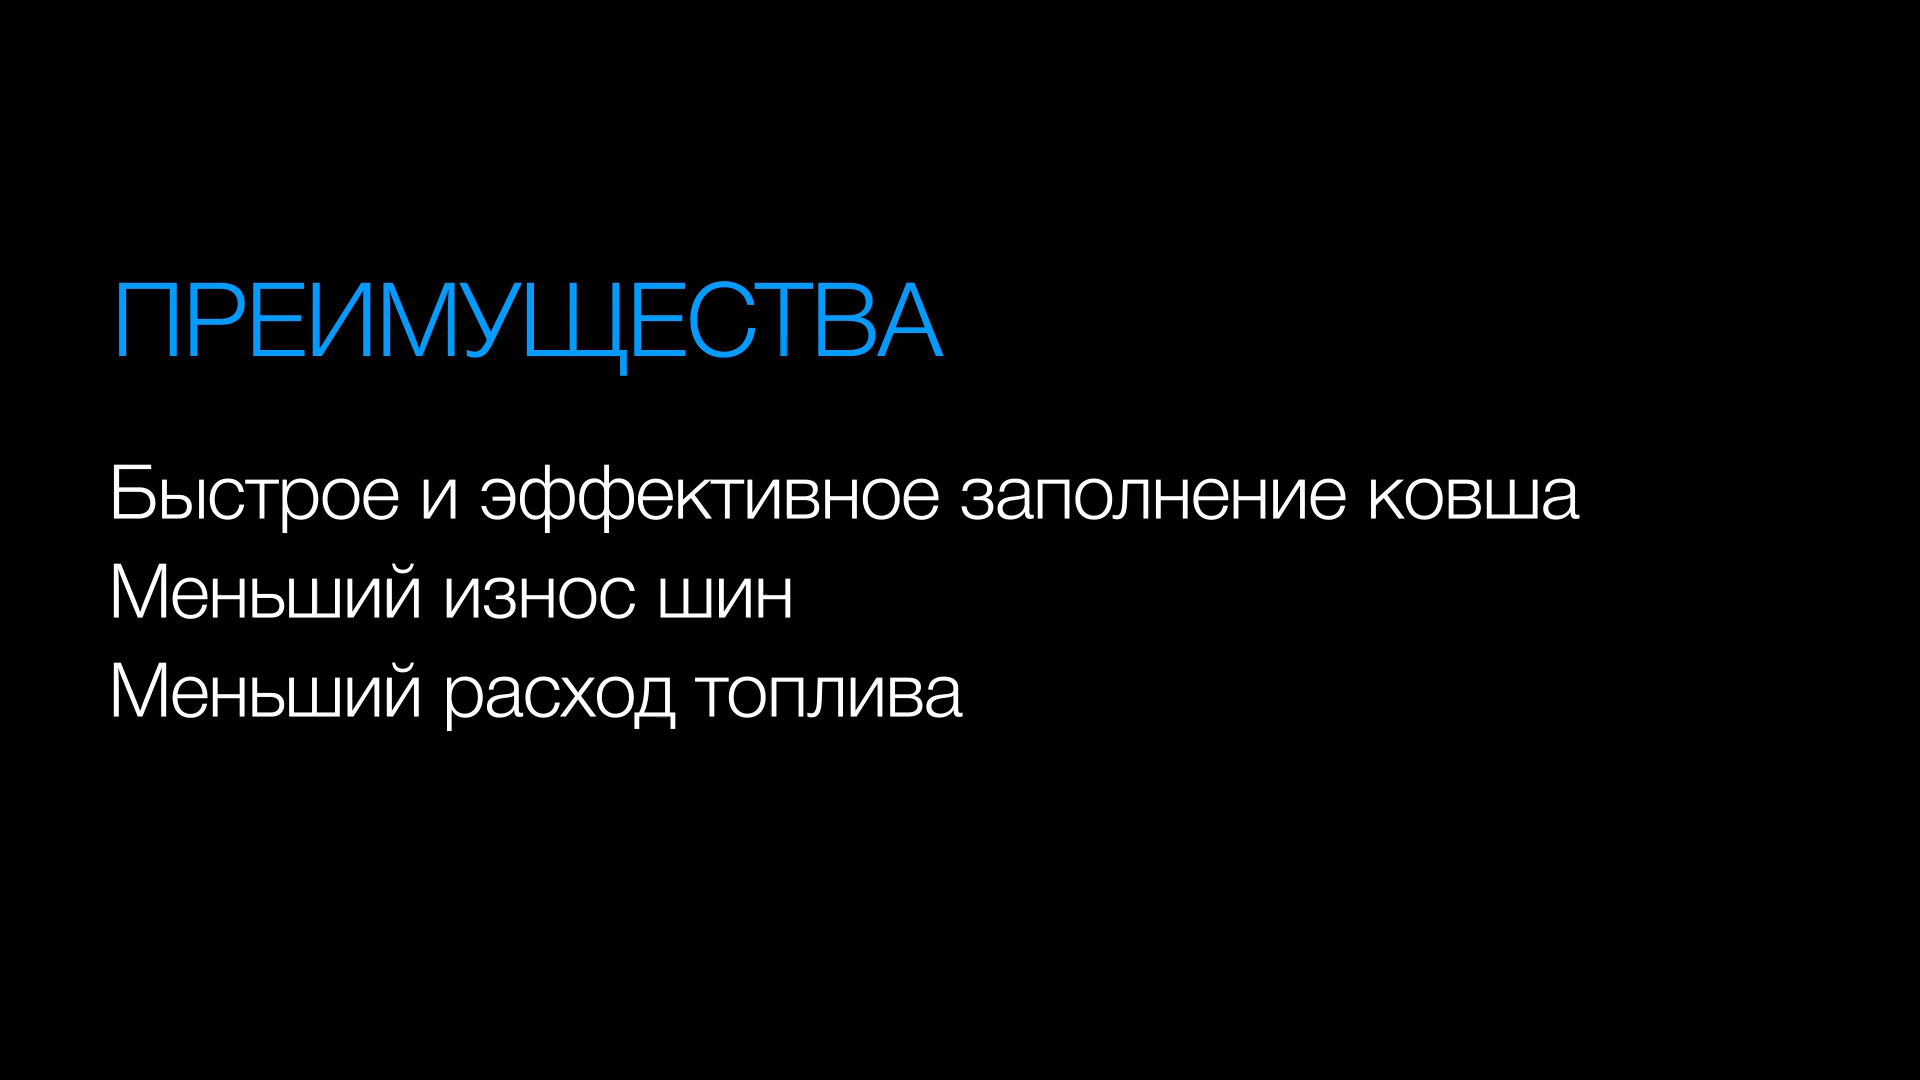 ПРЕИМУЩЕСТВА
Быстрое и эффективное заполнение ковша
Меньший износ шин
Меньший расход топлива